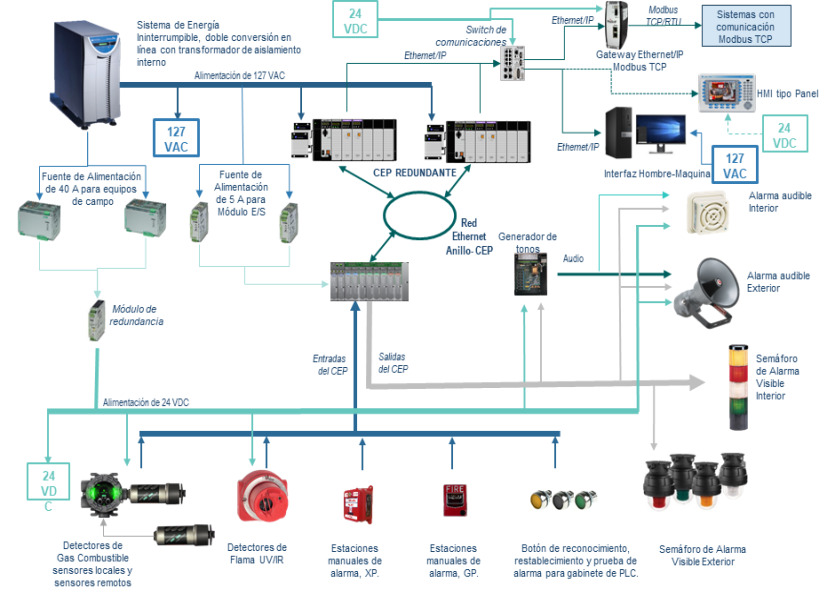 Sistema de Energía
Ininterrumpible, doble conversión en
línea con transformador de aislamiento
interno
24
VDC
Switch de
comunicaciones
Ethernet/IP
Modbus
TCP/RTU
Sistemas con
comunicación
Modbus TCP
Gateway Ethernet/IP
Modbus TCP
Ethernet/IP
Alimentación de 127 VAC
HMI tipo Panel
127
VAC
24
VDC
Ethernet/IP
127
VAC
Interfaz Hombre-Maquina
CEP REDUNDANTE
Fuente de Alimentación
de 40 A para equipos
de campo
Fuente de
Alimentación
de 5 A para
Módulo E/S
Alarma audible
Interior
Red
Ethernet
Anillo- CEP
Generador de
tonos
Audio
Alarma audible
Exterior
Módulo de
redundancia
Entradas
del CEP
Salidas
del CEP
Semáforo
de Alarma
Visible
Interior
Alimentación de 24 VDC
24
VD
C
FIRE
Detectores de
Gas Combustible
sensores locales y
sensores remotos
Detectores de
Flama UV/IR
Estaciones
manuales de
alarma, XP.
Estaciones
manuales de
alarma, GP.
Botón de reconocimiento,
restablecimiento y prueba de
alarma para gabinete de PLC.
Semáforo de Alarma
Visible Exterior